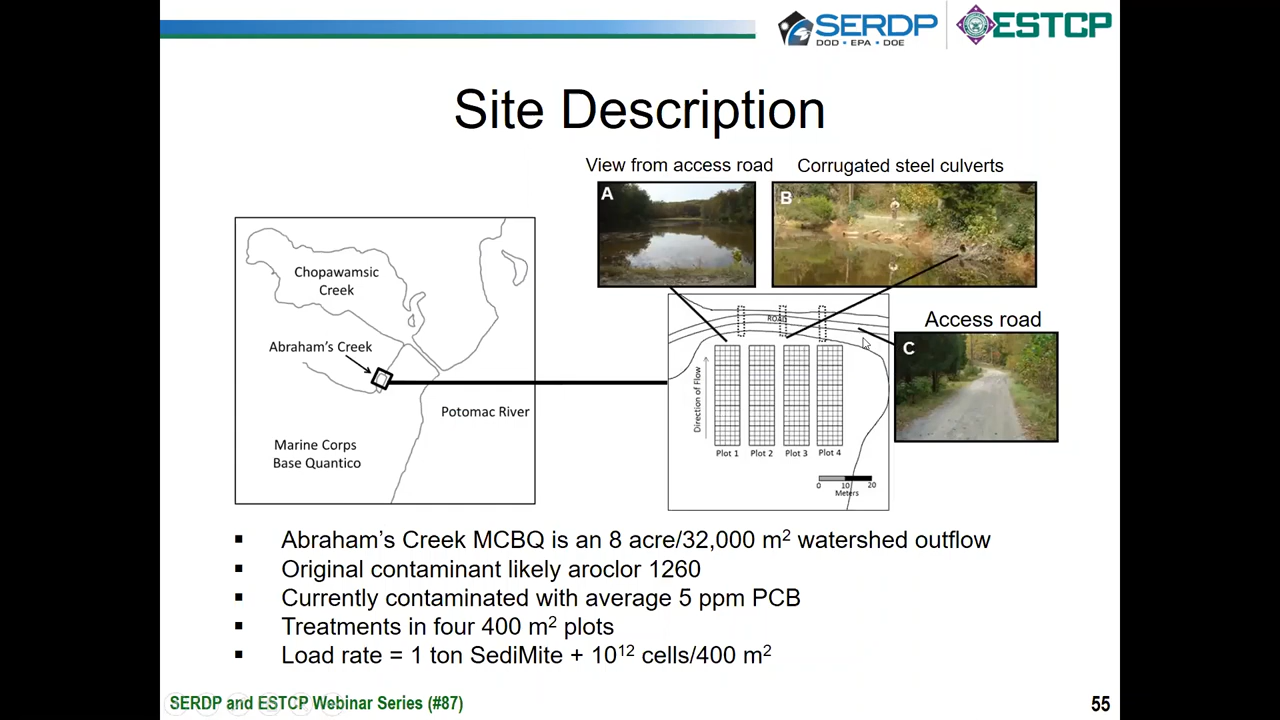 SERDP
DOD • EPA • DOE
ESTCP
Site Description
View from access road
Corrugated steel culverts
A
B
Chopawamsic
Creek
Abraham's Creek
Potomac River
Marine Corps
Base Quantico
ROAD
Direction of Flow
Plot 1 Plot 2 Plot 3 Plot 4
0 10 20
Meters
Access road
C
▪ Abraham's Creek MCBQ is an 8 acre/32,000 m² watershed outflow
▪ Original contaminant likely aroclor 1260
▪ Currently contaminated with average 5 ppm PCB
▪ Treatments in four 400 m² plots
▪ Load rate = 1 ton SediMite + 10¹² cells/400 m²
SERDP and ESTCP Webinar Series (#87)
55